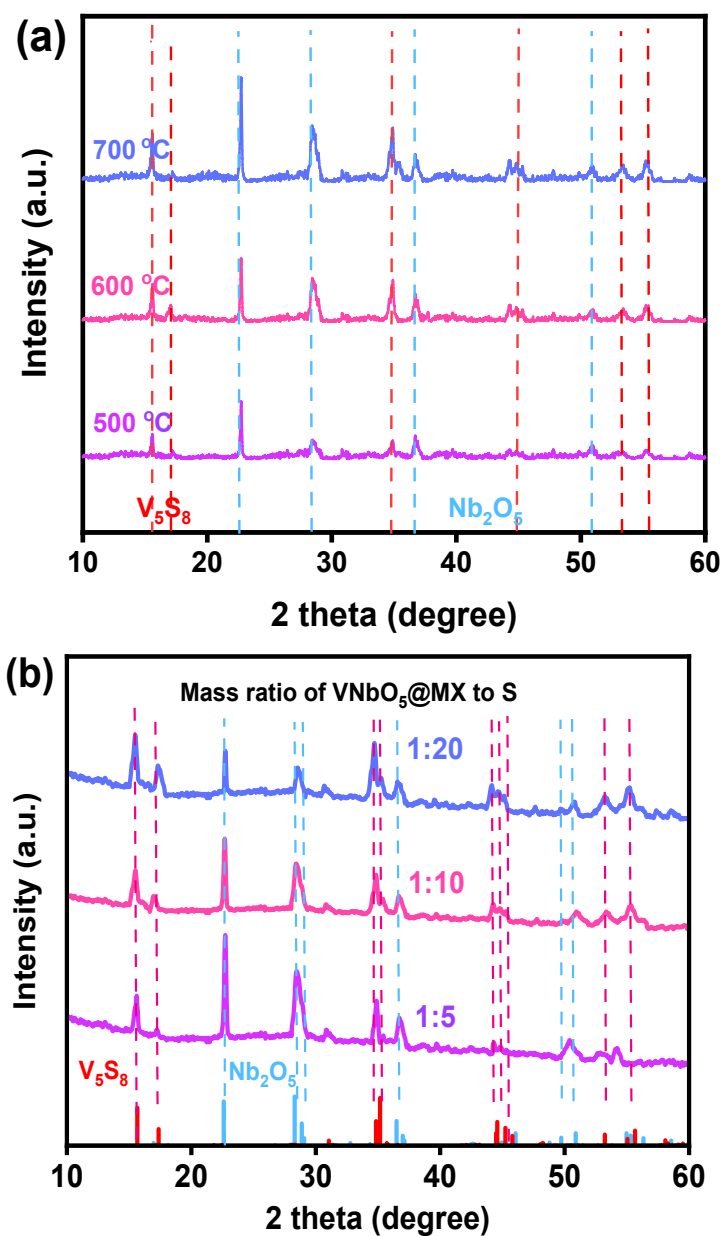 (a)
Intensity (a.u.)
700 °C
600 °C
500 °C
V₅S₈
Nb₂O₅
10 20 30 40 50 60
2 theta (degree)
(b)
Intensity (a.u.)
Mass ratio of VNbO₅@MX to S
1:20
1:10
1:5
V₅S₈
Nb₂O₅
10 20 30 40 50 60
2 theta (degree)